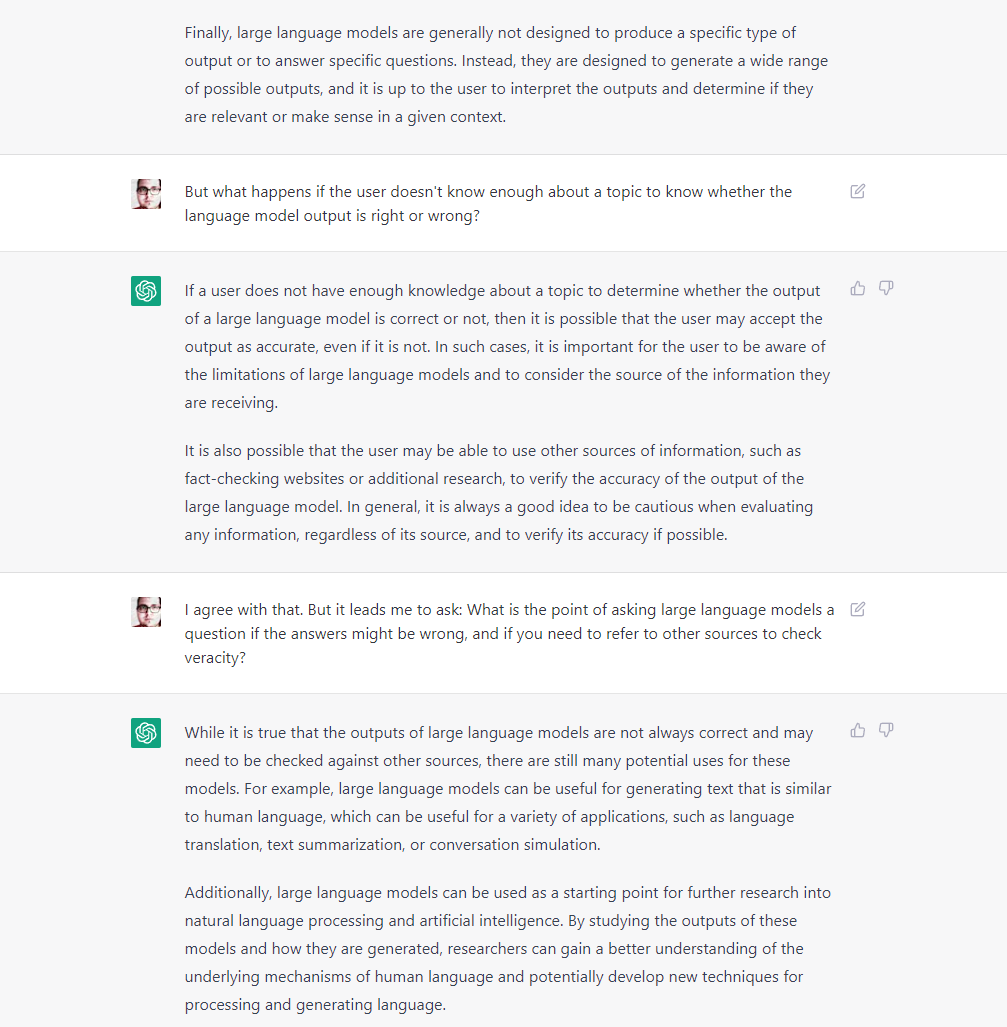 Finally, large language models are generally not designed to produce a specific type of
output or to answer specific questions. Instead, they are designed to generate a wide range
of possible outputs, and it is up to the user to interpret the outputs and determine if they
are relevant or make sense in a given context.
But what happens if the user doesn't know enough about a topic to know whether the
language model output is right or wrong?
If a user does not have enough knowledge about a topic to determine whether the output
of a large language model is correct or not, then it is possible that the user may accept the
output as accurate, even if it is not. In such cases, it is important for the user to be aware of
the limitations of large language models and to consider the source of the information they
are receiving.
It is also possible that the user may be able to use other sources of information, such as
fact-checking websites or additional research, to verify the accuracy of the output of the
large language model. In general, it is always a good idea to be cautious when evaluating
any information, regardless of its source, and to verify its accuracy if possible.
I agree with that. But it leads me to ask: What is the point of asking large language models a
question if the answers might be wrong, and if you need to refer to other sources to check
veracity?
While it is true that the outputs of large language models are not always correct and may
need to be checked against other sources, there are still many potential uses for these
models. For example, large language models can be useful for generating text that is similar
to human language, which can be useful for a variety of applications, such as language
translation, text summarization, or conversation simulation.
Additionally, large language models can be used as a starting point for further research into
natural language processing and artificial intelligence. By studying the outputs of these
models and how they are generated, researchers can gain a better understanding of the
underlying mechanisms of human language and potentially develop new techniques for
processing and generating language.